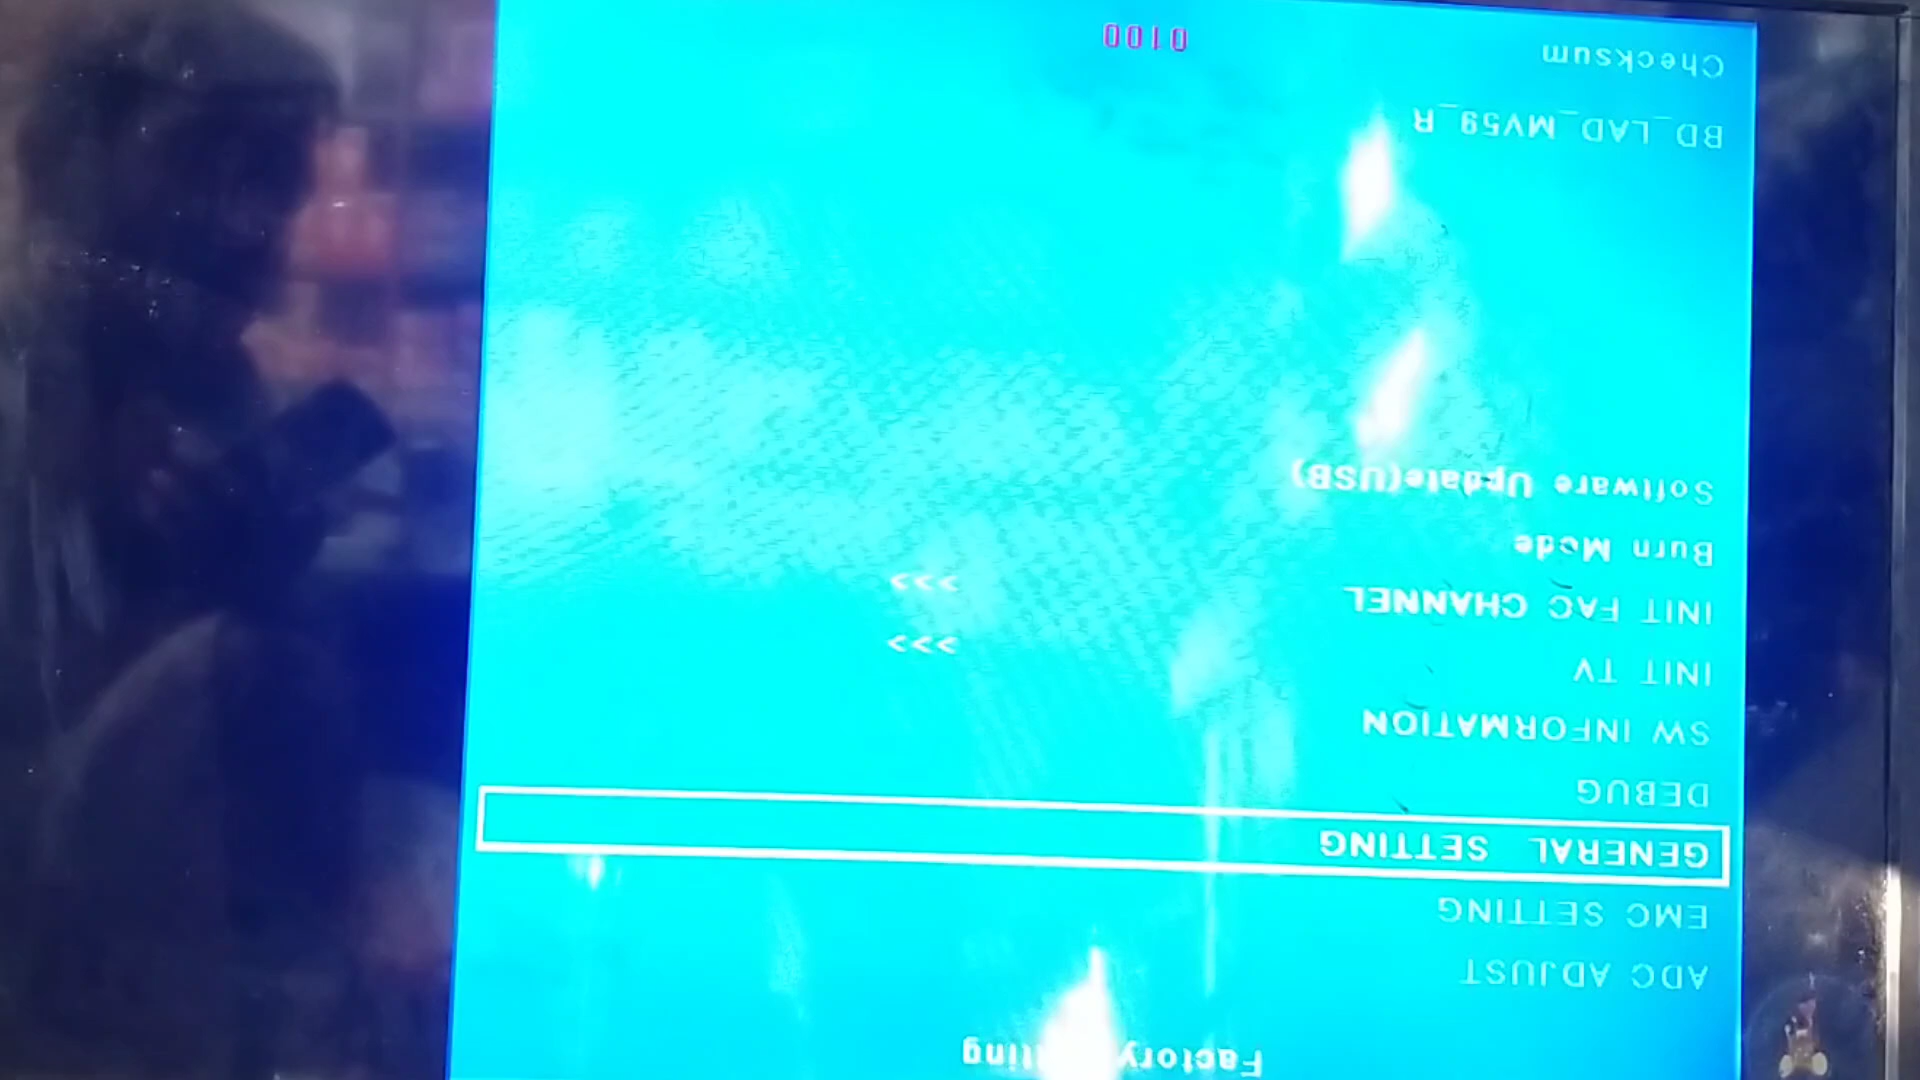 Factory Setting
ADC ADJUST
EMC SETTING
GENERAL SETTING
DEBUG
SW INFORMATION
INIT TV >>>
INIT FAC CHANNEL >>>
Burn Mode
Software Update(USB)
BD_LAD_MV59_R
Checksum 0100